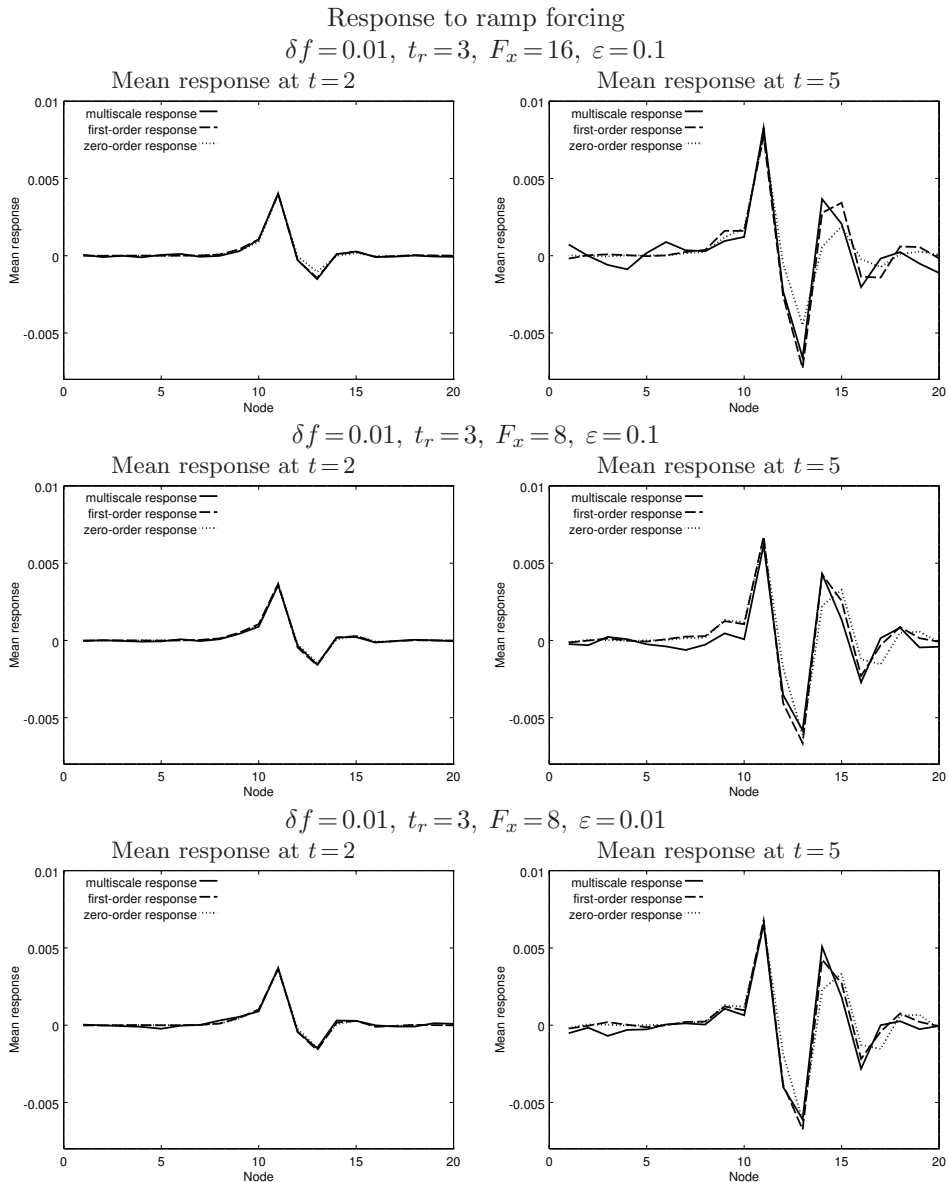 Response to ramp forcing
δf=0.01, t_r=3, F_x=16, ε=0.1
Mean response at t=2
0.01
0.005
0
-0.005
0 5 10 15 20
Mean response
Node
multiscale response
first-order response
zero-order response
Mean response at t=5
0.01
0.005
0
-0.005
0 5 10 15 20
Mean response
Node
multiscale response
first-order response
zero-order response
δf=0.01, t_r=3, F_x=8, ε=0.1
Mean response at t=2
0.01
0.005
0
-0.005
0 5 10 15 20
Mean response
Node
multiscale response
first-order response
zero-order response
Mean response at t=5
0.01
0.005
0
-0.005
0 5 10 15 20
Mean response
Node
multiscale response
first-order response
zero-order response
δf=0.01, t_r=3, F_x=8, ε=0.01
Mean response at t=2
0.01
0.005
0
-0.005
0 5 10 15 20
Mean response
Node
multiscale response
first-order response
zero-order response
Mean response at t=5
0.01
0.005
0
-0.005
0 5 10 15 20
Mean response
Node
multiscale response
first-order response
zero-order response